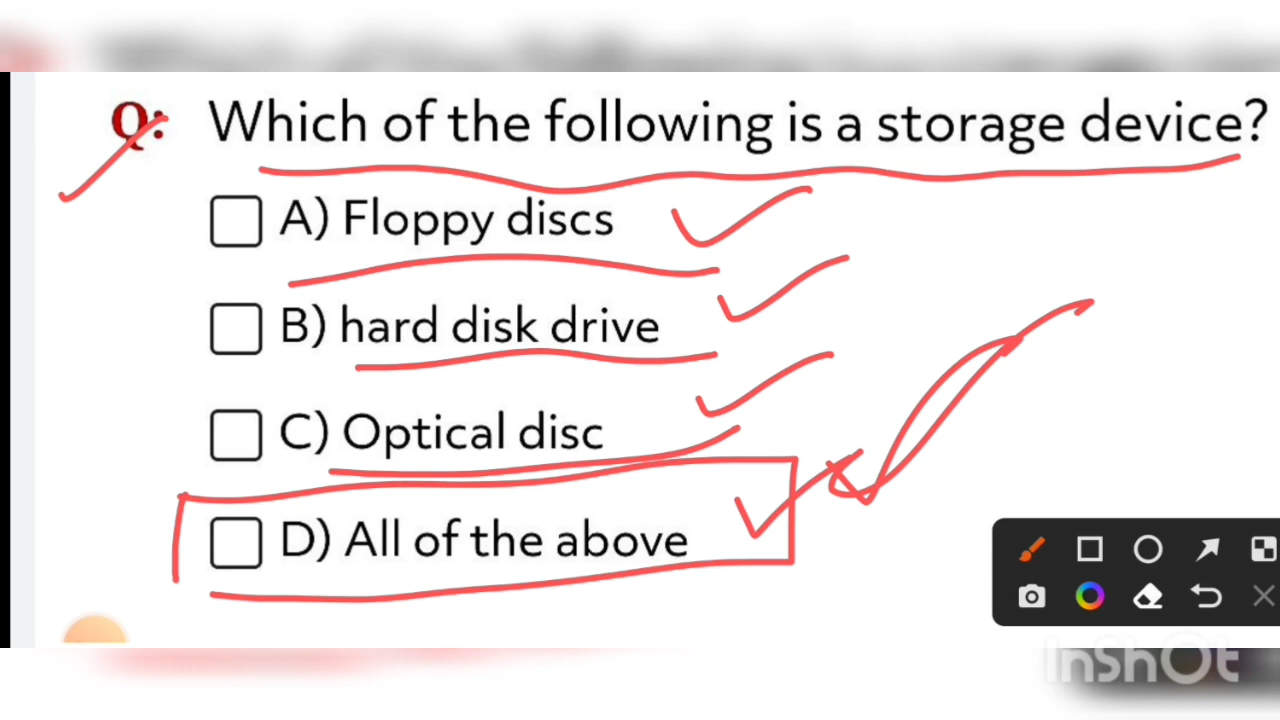 Q: Which of the following is a storage device?
A) Floppy discs
B) hard disk drive
C) Optical disc
D) All of the above
InShOt